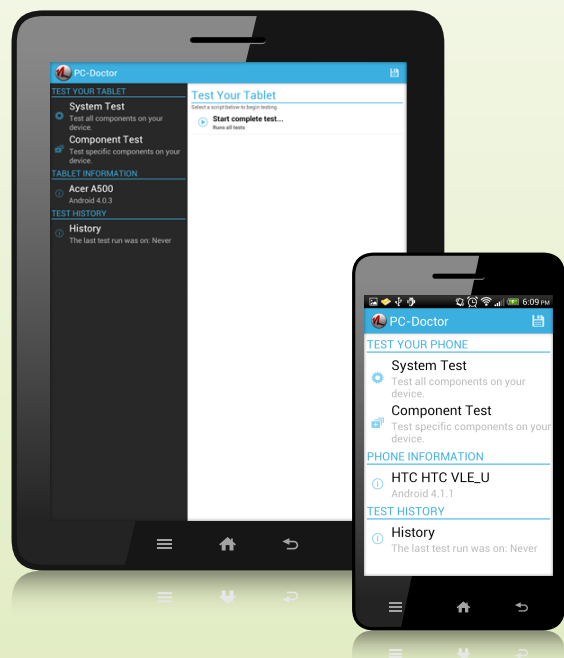 PC-Doctor
TEST YOUR TABLET
System Test
Test all components on your
device.
Component Test
Test specific components on your
device.
TABLET INFORMATION
Acer A500
Android 4.0.3
TEST HISTORY
History
The last test run was on: Never
Test Your Tablet
Select a script below to begin testing.
Start complete test...
Runs all tests
6:09 PM
PC-Doctor
TEST YOUR PHONE
System Test
Test all components on your
device.
Component Test
Test specific components on your
device.
PHONE INFORMATION
HTC HTC VLE_U
Android 4.1.1
TEST HISTORY
History
The last test run was on: Never